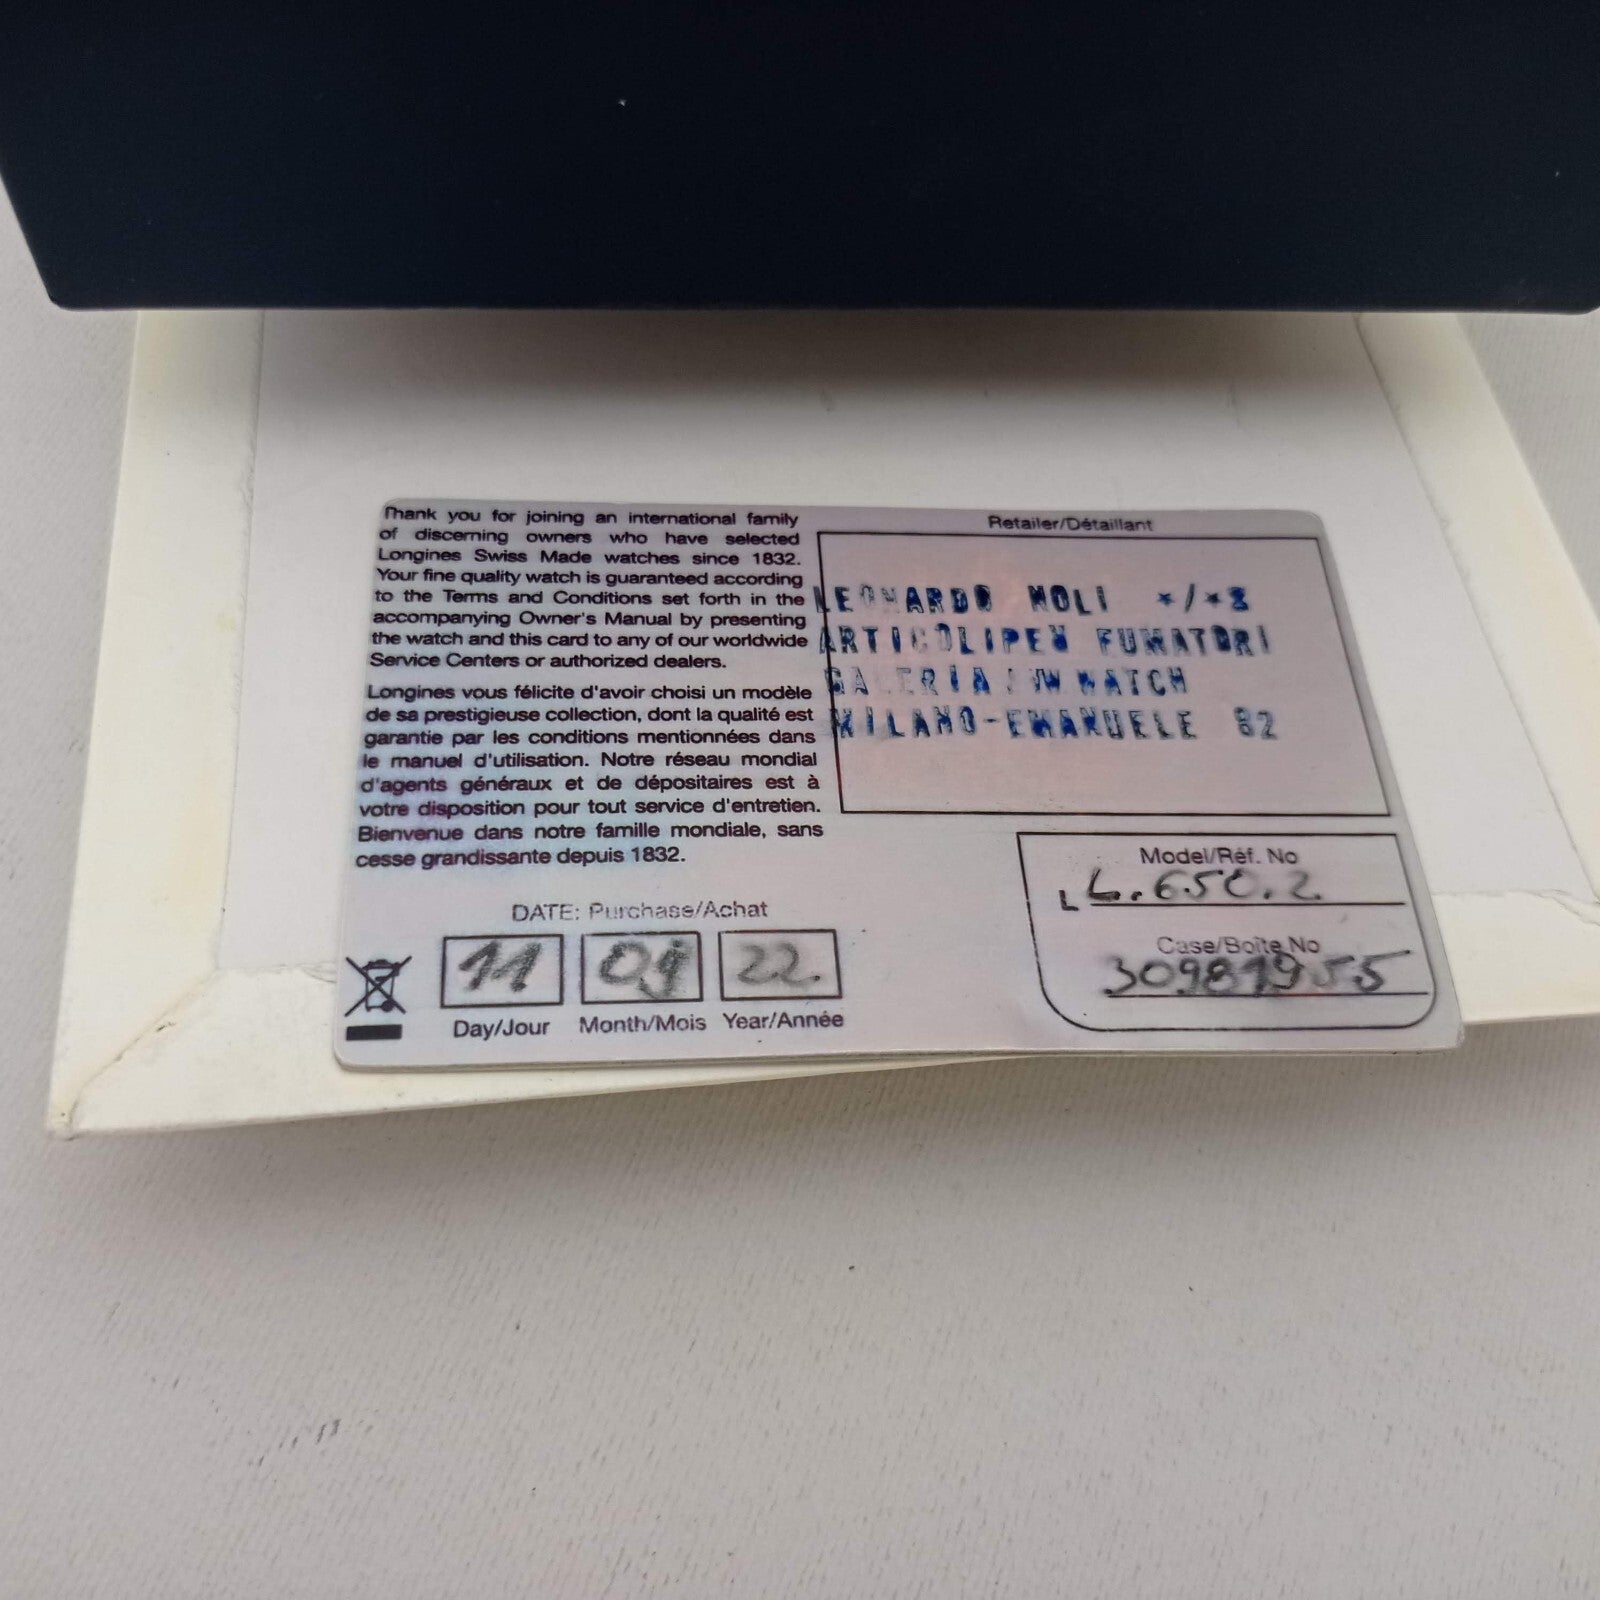 Thank you for joining an international family
of discerning owners who have selected
Longines Swiss Made watches since 1832.
Your fine quality watch is guaranteed according
to the Terms and Conditions set forth in the
accompanying Owner's Manual by presenting
the watch and this card to any of our worldwide
Service Centers or authorized dealers.
Longines vous félicite d'avoir choisi un modèle
de sa prestigieuse collection, dont la qualité est
garantie par les conditions mentionnées dans
le manuel d'utilisation. Notre réseau mondial
d'agents généraux et de dépositaires est à
votre disposition pour tout service d'entretien.
Bienvenue dans notre famille mondiale, sans
cesse grandissante depuis 1832.
DATE: Purchase/Achat
11 22.
Day/Jour Month/Mois Year/Année
Retailer/Détaillant
LEONARDO MOLI
FUMATORI
WATCH
MILANO-EMANUELE 82
Model/Réf. No
L 6.650.2
Case/Boîte No